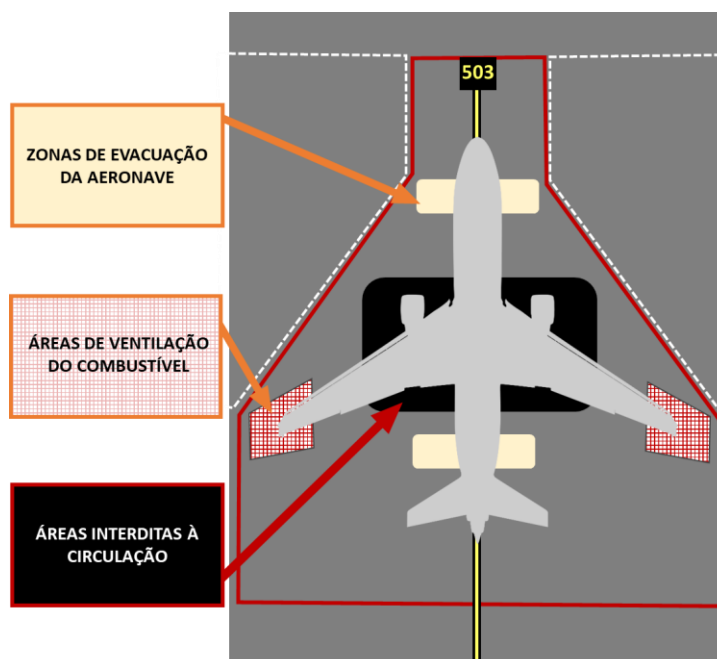 503
ZONAS DE EVACUAÇÃO
DA AERONAVE
ÁREAS DE VENTILAÇÃO
DO COMBUSTÍVEL
ÁREAS INTERDITAS À
CIRCULAÇÃO